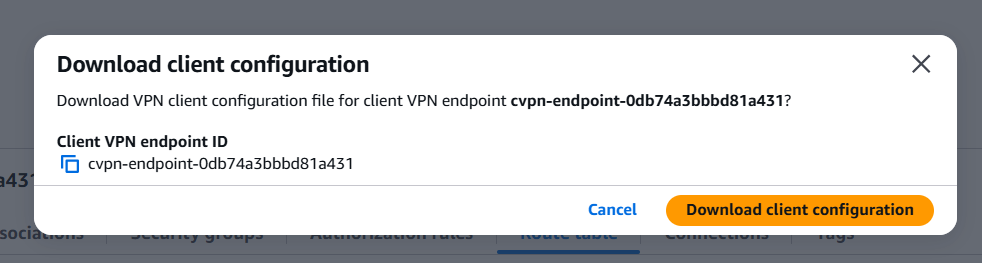 Download client configuration
Download VPN client configuration file for client VPN endpoint cvpn-endpoint-0db74a3bbbd81a431?
Client VPN endpoint ID
cvpn-endpoint-0db74a3bbbd81a431
Cancel
Download client configuration
a431
Security groups
Authorization rules
Route table
Connections
Tags